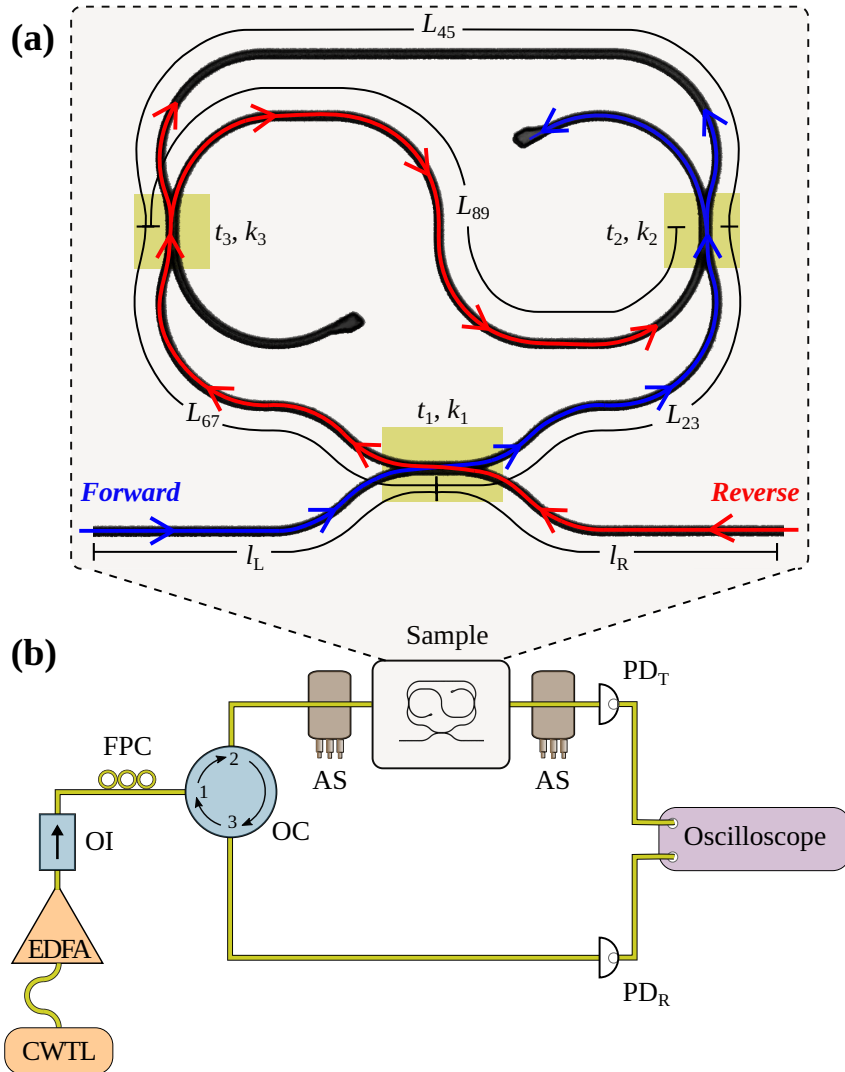 (a)
L45
L89
t3, k3
t2, k2
t1, k1
L67
L23
Forward
Reverse
lL
lR
(b)
Sample
PDT
FPC
AS
AS
2
1
3
OC
OI
Oscilloscope
EDFA
PDR
CWTL